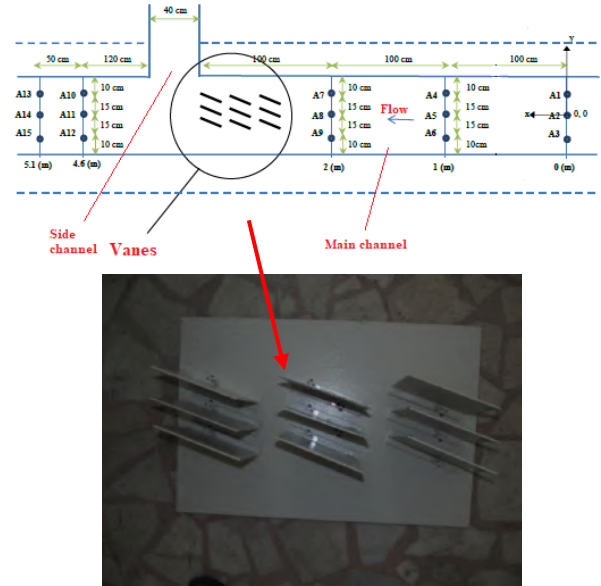 40 cm
Y
50 cm 120 cm 100 cm 100 cm 100 cm
A13 A10 10 cm A7 10 cm A4 10 cm A1
A14 A11 15 cm A8 15 cm Flow A5 15 cm x A2 0, 0
A15 A12 15 cm A9 15 cm A6 15 cm A3
10 cm 10 cm 10 cm
5.1 (m) 4.6 (m) 2 (m) 1 (m) 0 (m)
Side
channel Vanes Main channel